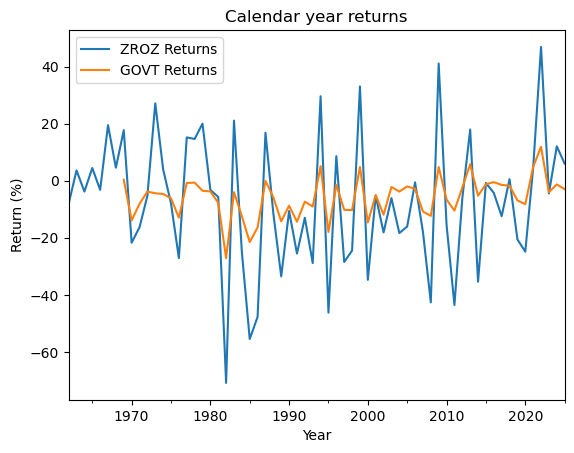 Calendar year returns
ZROZ Returns
GOVT Returns
Return (%)
40
20
0
−20
−40
−60
1970
1980
1990
2000
2010
2020
Year